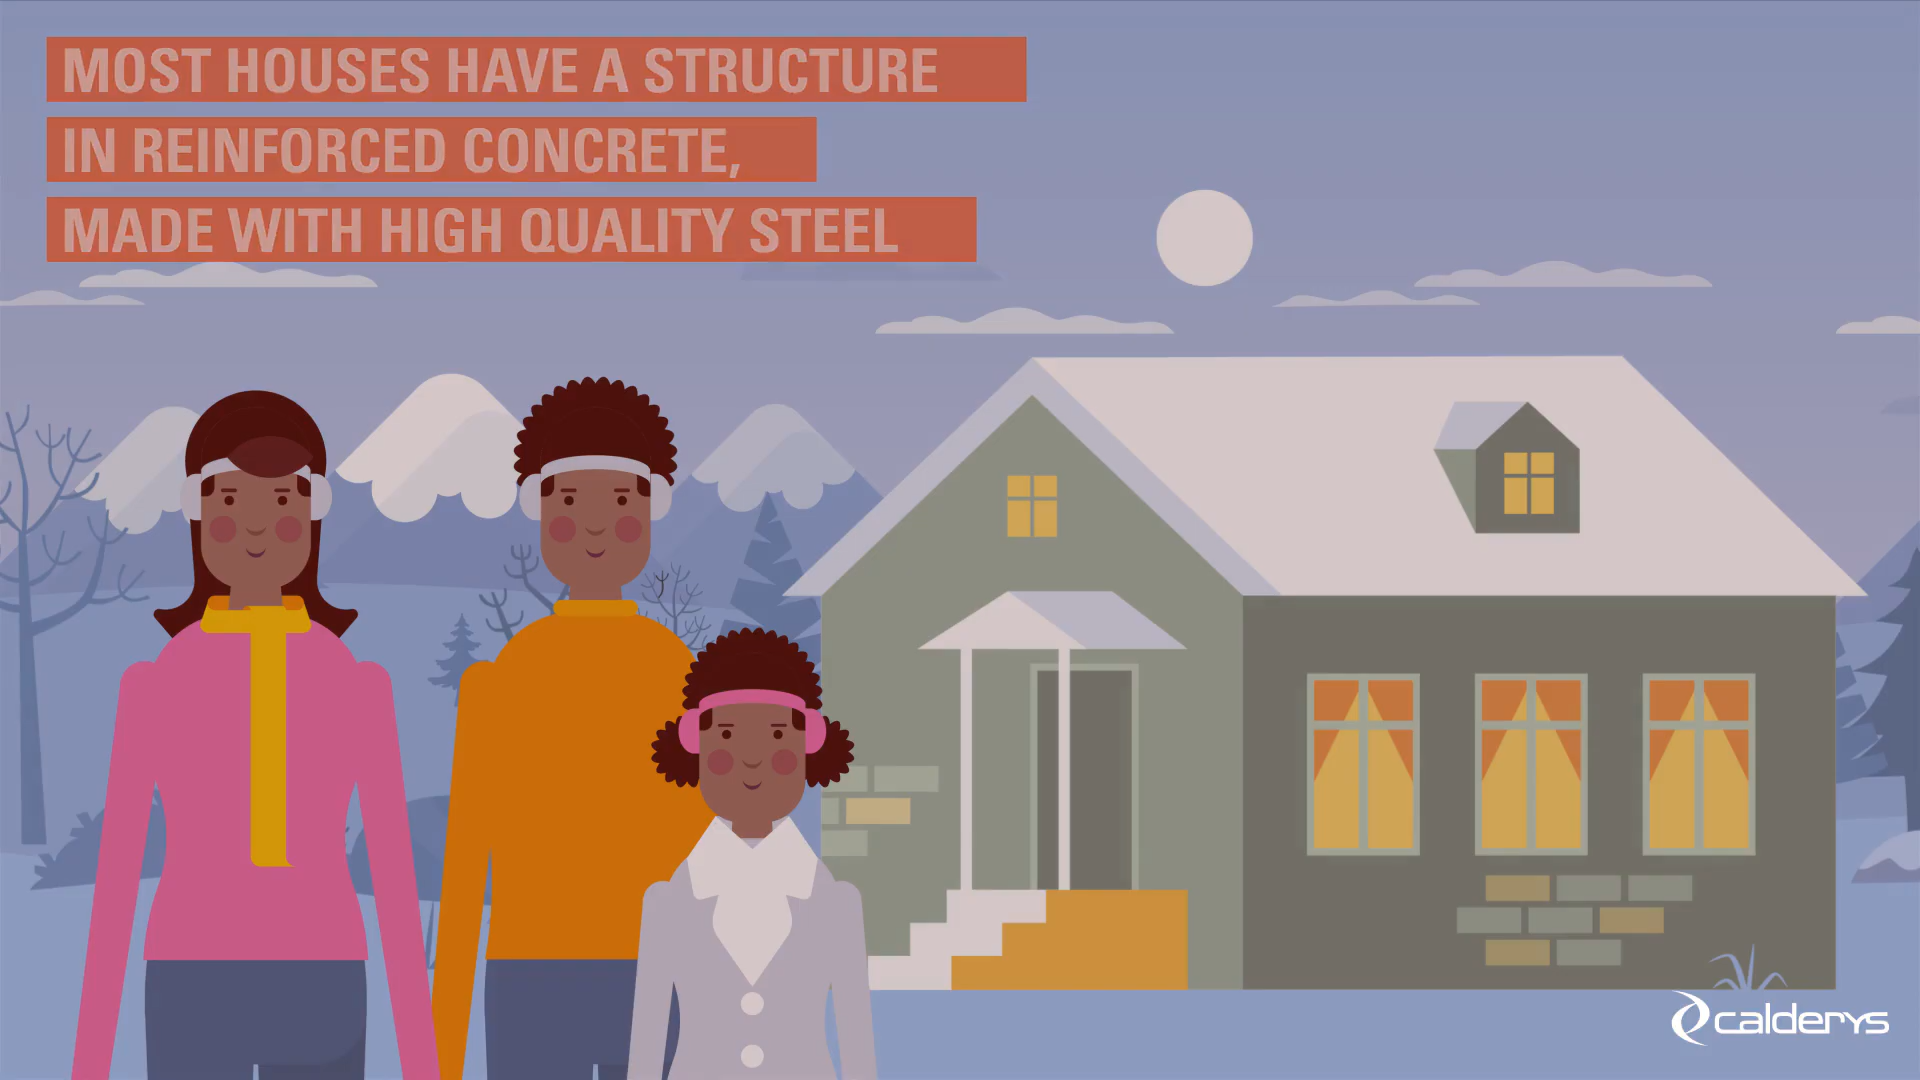 MOST HOUSES HAVE A STRUCTURE
IN REINFORCED CONCRETE,
MADE WITH HIGH QUALITY STEEL
calderys